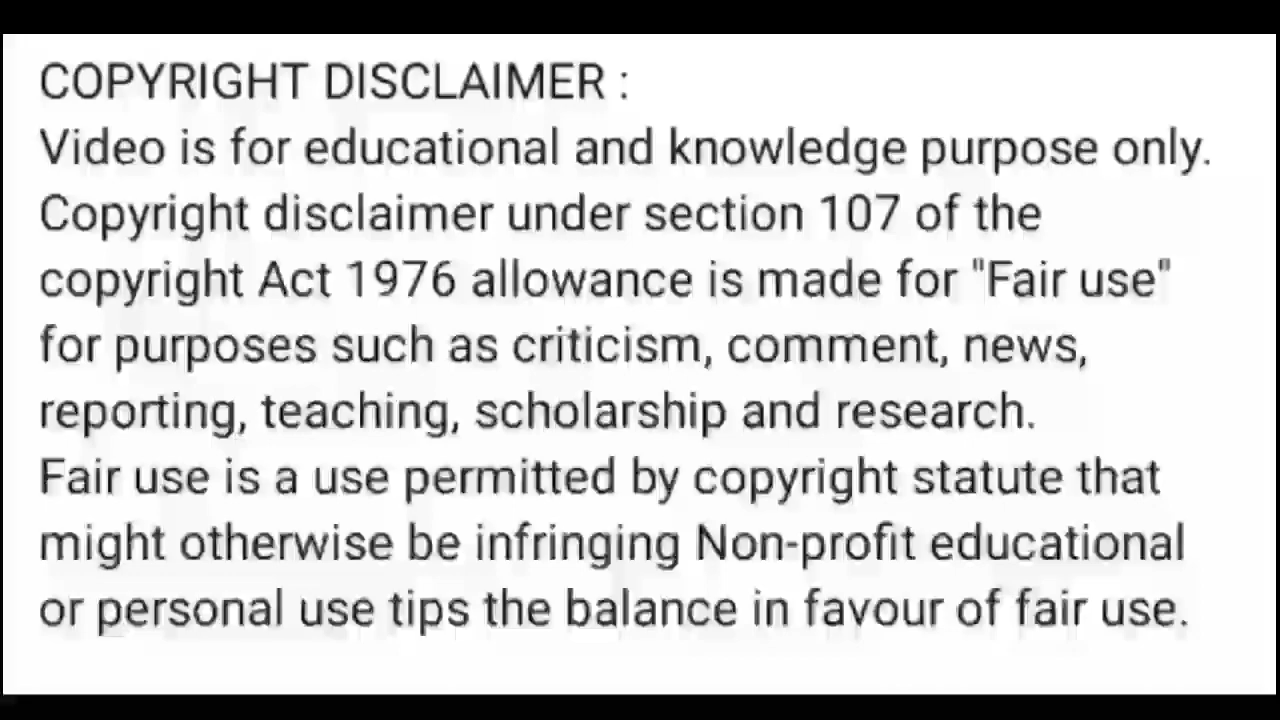 COPYRIGHT DISCLAIMER :
Video is for educational and knowledge purpose only.
Copyright disclaimer under section 107 of the
copyright Act 1976 allowance is made for "Fair use"
for purposes such as criticism, comment, news,
reporting, teaching, scholarship and research.
Fair use is a use permitted by copyright statute that
might otherwise be infringing Non-profit educational
or personal use tips the balance in favour of fair use.